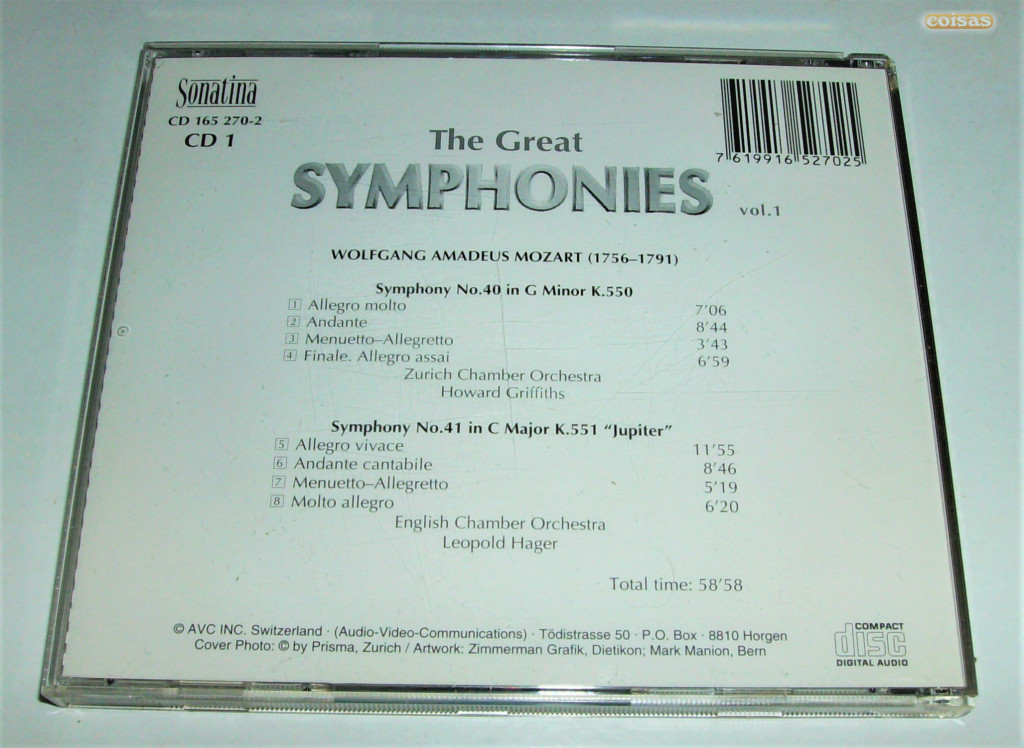 coisas
Sonatina
CD 165 270-2
CD 1
7 619916 527025
The Great
SYMPHONIES
vol.1
WOLFGANG AMADEUS MOZART (1756–1791)
Symphony No.40 in G Minor K.550
1 Allegro molto 7’06
2 Andante 8’44
3 Menuetto–Allegretto 3’43
4 Finale. Allegro assai 6’59
Zurich Chamber Orchestra
Howard Griffiths
Symphony No.41 in C Major K.551 “Jupiter”
5 Allegro vivace 11’55
6 Andante cantabile 8’46
7 Menuetto–Allegretto 5’19
8 Molto allegro 6’20
English Chamber Orchestra
Leopold Hager
Total time: 58’58
© AVC INC. Switzerland · (Audio-Video-Communications) · Tödistrasse 50 · P.O. Box · 8810 Horgen
Cover Photo: © by Prisma, Zurich / Artwork: Zimmerman Grafik, Dietikon; Mark Manion, Bern
COMPACT
disc
DIGITAL AUDIO